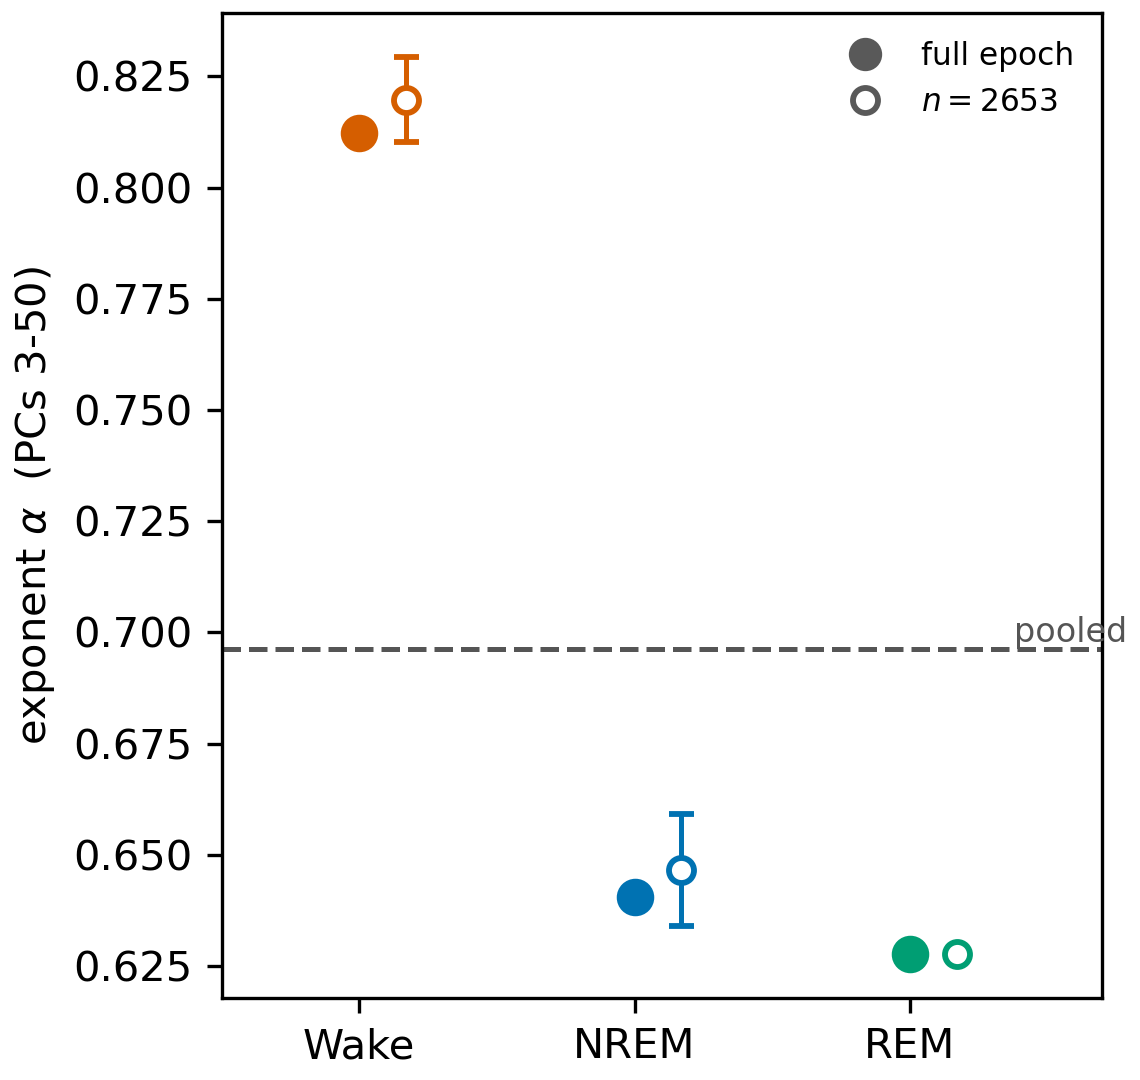 full epoch
n = 2653
0.825
0.800
0.775
0.750
0.725
0.700
0.675
0.650
0.625
exponent α (PCs 3-50)
pooled
Wake
NREM
REM